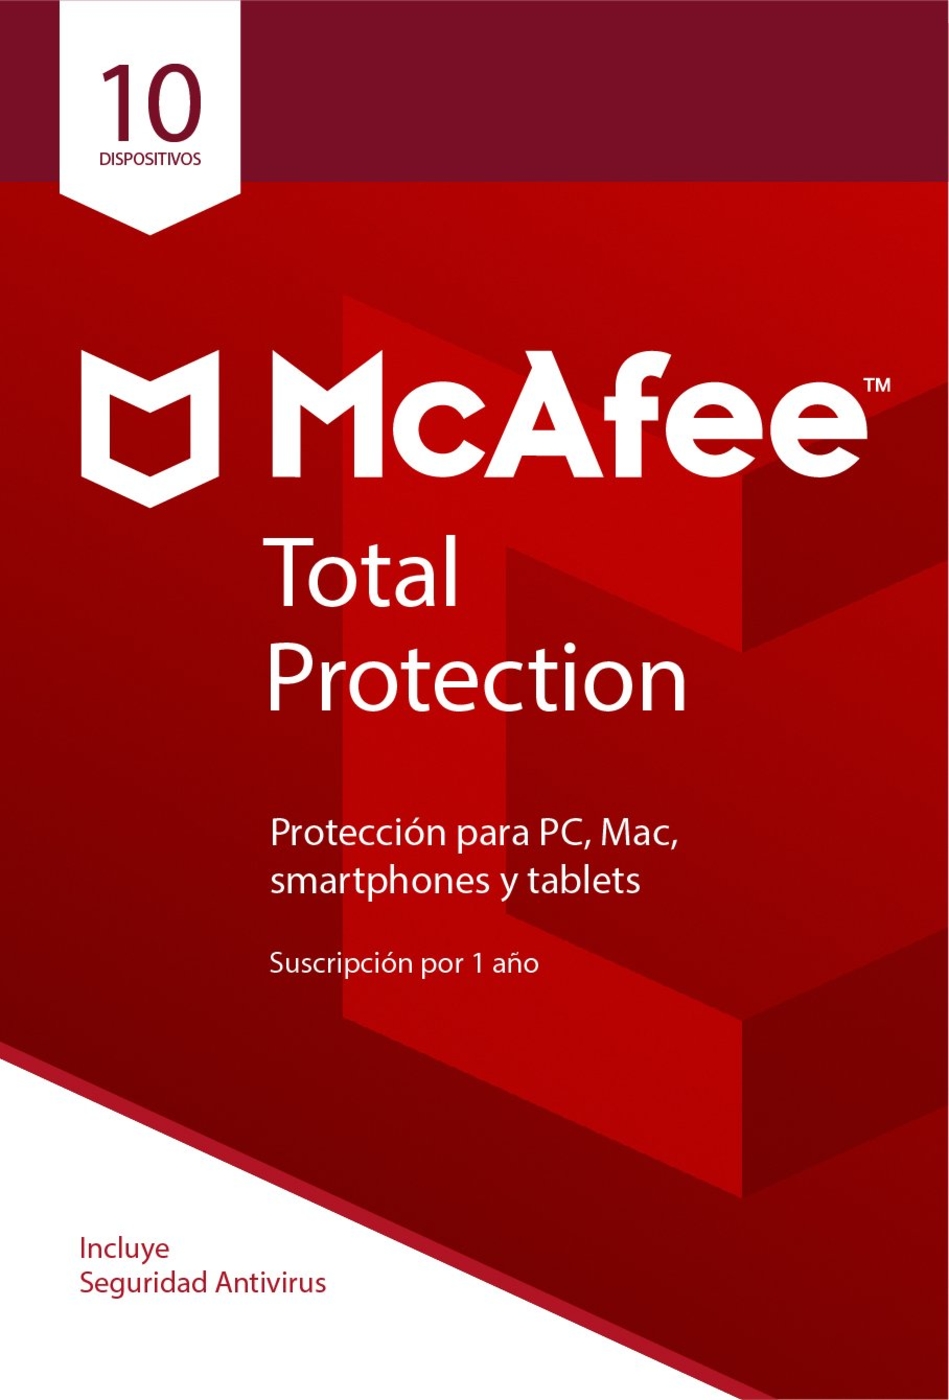 10
DISPOSITIVOS
McAfee™
Total
Protection
Protección para PC, Mac,
smartphones y tablets
Suscripción por 1 año
Incluye
Seguridad Antivirus